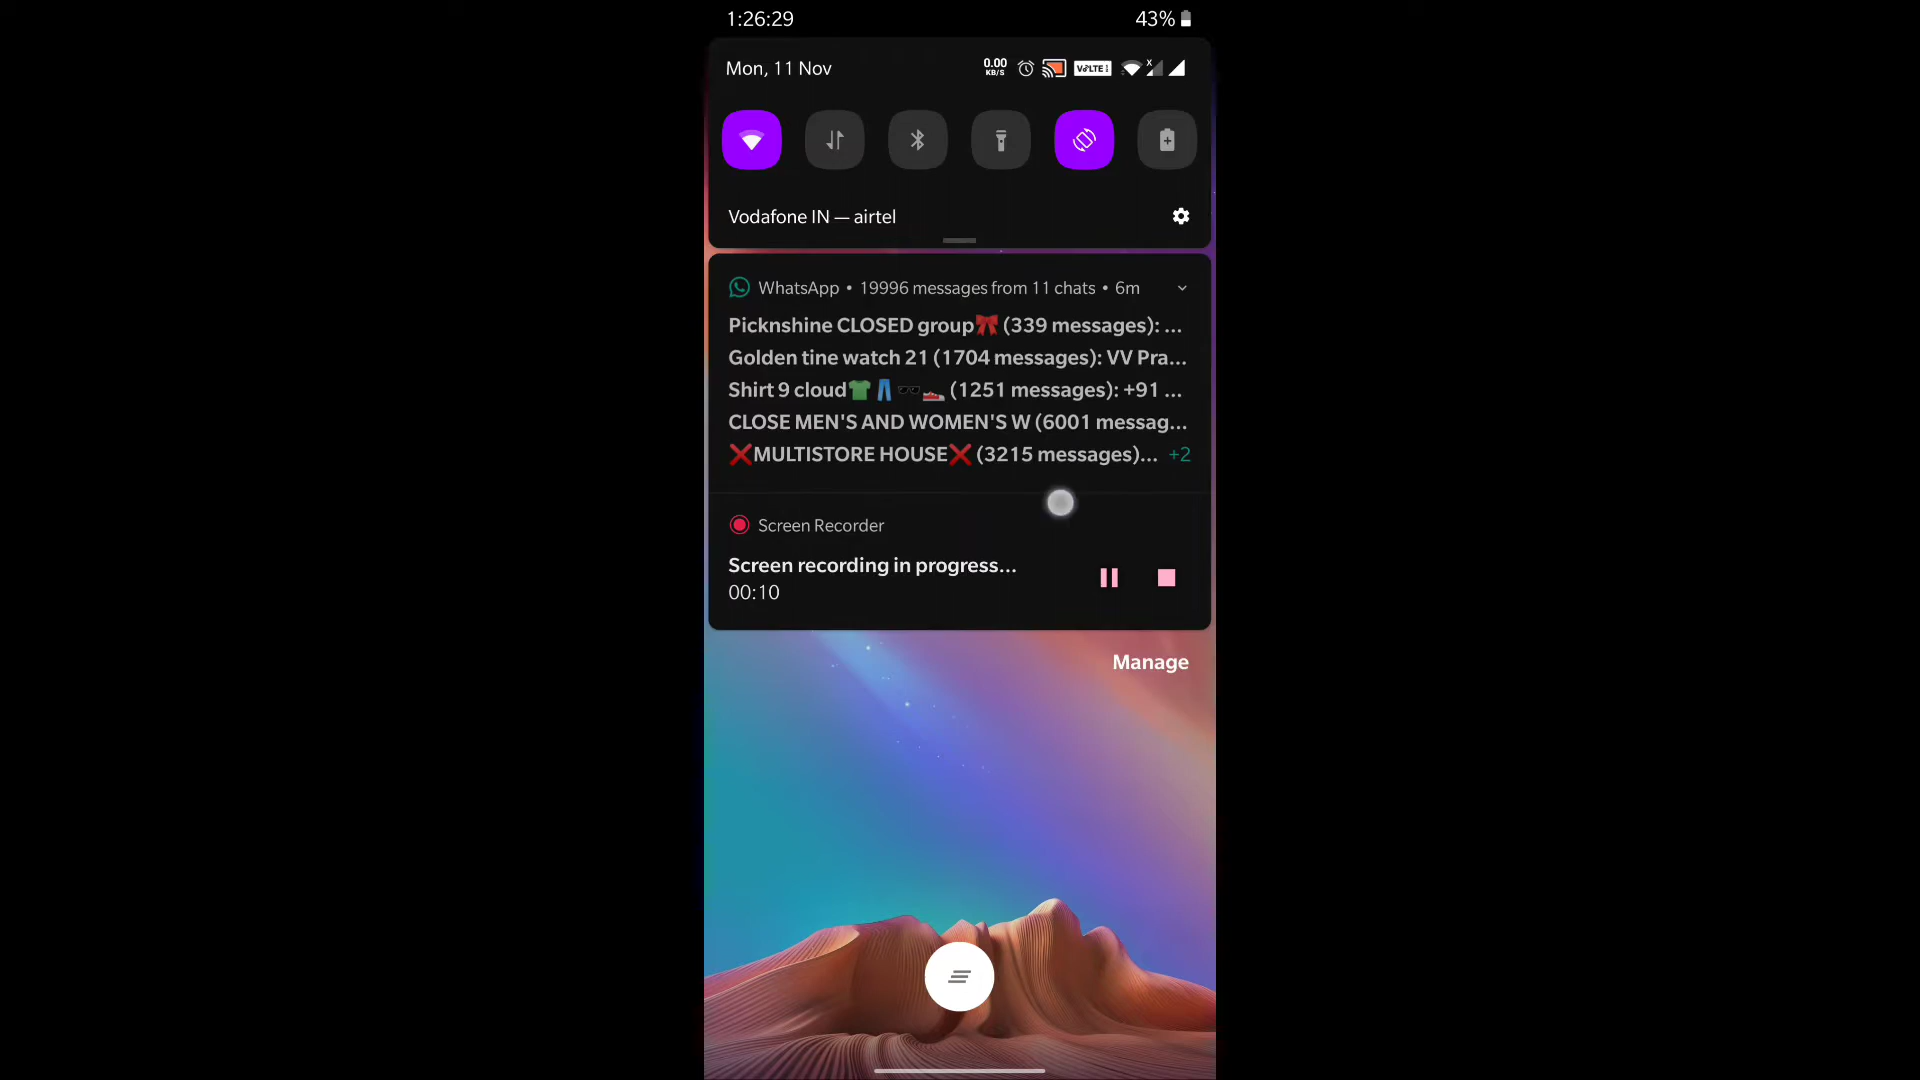 1:26:29
43%
Mon, 11 Nov
0.00
KB/S
VoLTE 1
X
Vodafone IN — airtel
WhatsApp • 19996 messages from 11 chats • 6m
Picknshine CLOSED group🎀 (339 messages): ...
Golden tine watch 21 (1704 messages): VV Pra...
Shirt 9 cloud👕👖🕶👟 (1251 messages): +91 ...
CLOSE MEN'S AND WOMEN'S W (6001 messag...
❌MULTISTORE HOUSE❌ (3215 messages)... +2
Screen Recorder
Screen recording in progress...
00:10
Manage